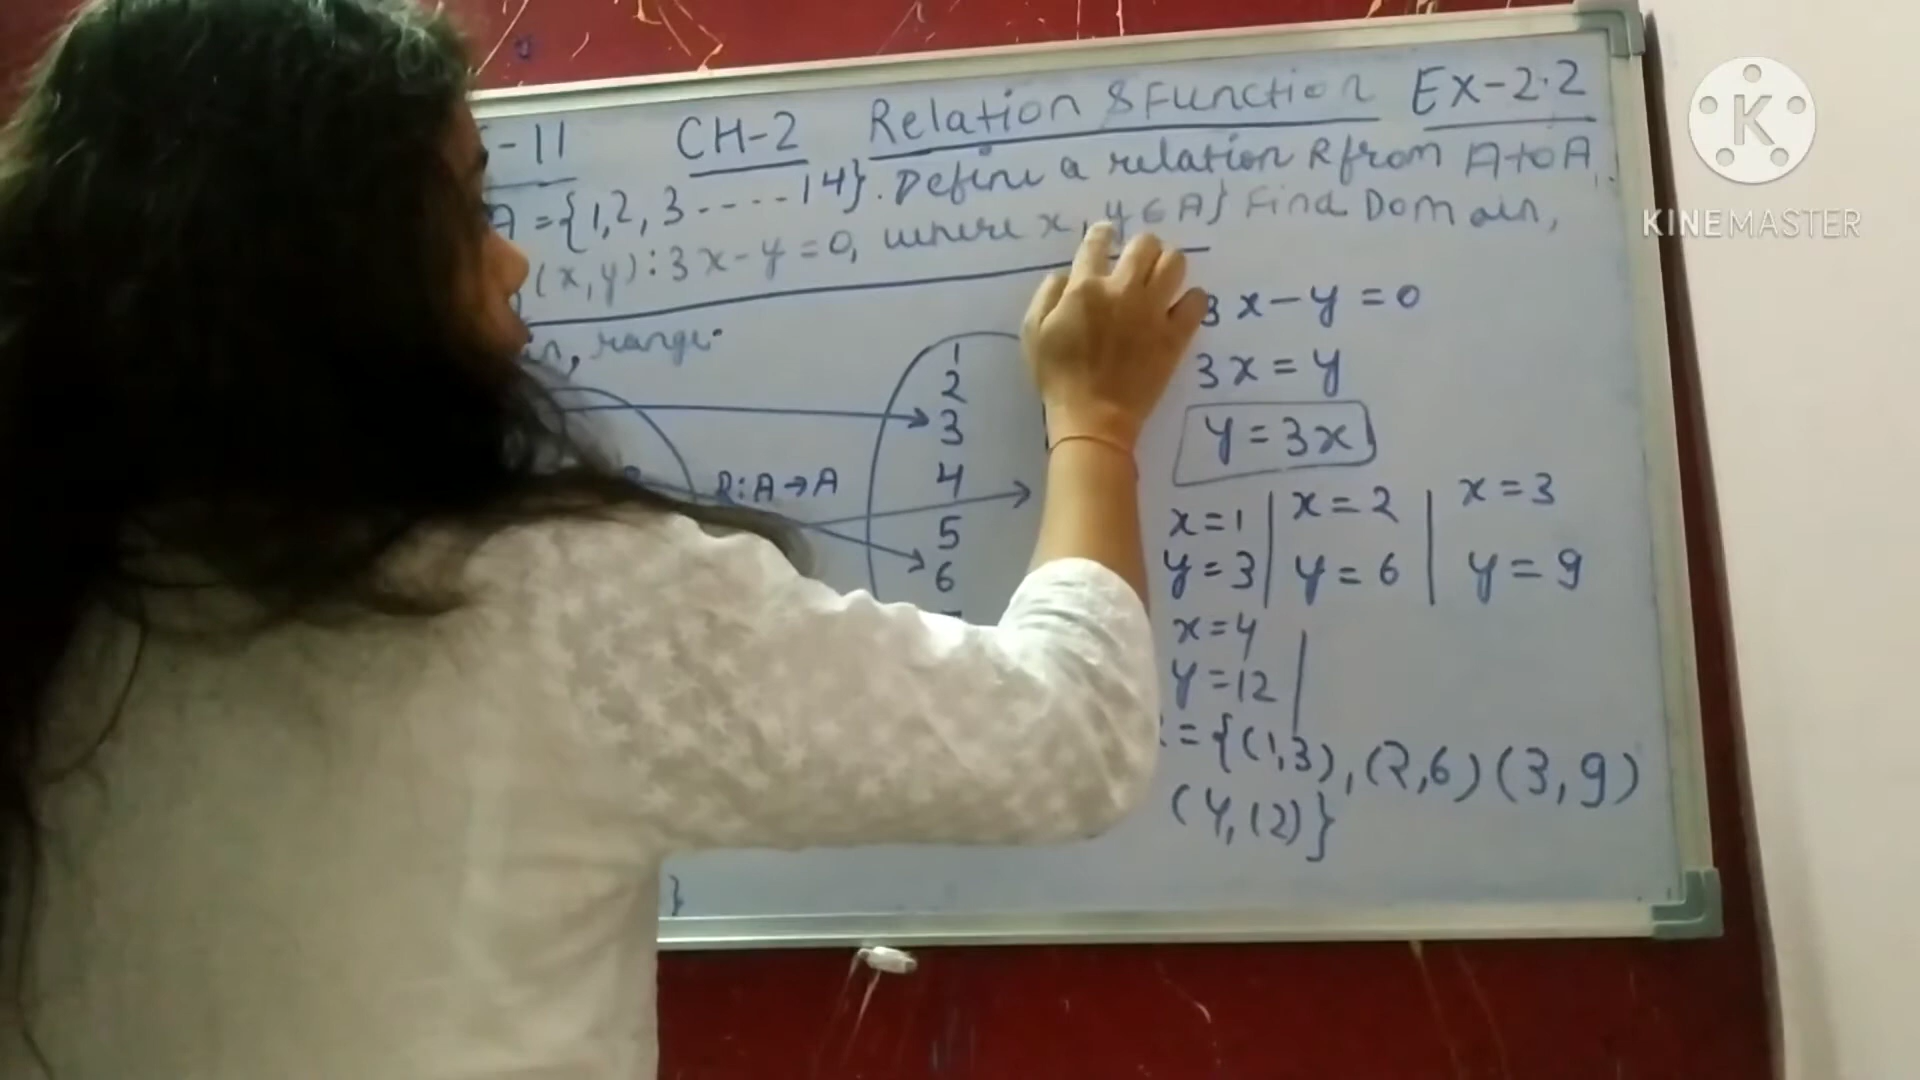 -11 CH-2 Relation & Function Ex-2.2
A = {1,2,3-----14}. Define a relation R from A to A,
{(x,y):3x-y=0, where x,y∈A} Find Domain,
range.
3x-y=0
3x=y
y=3x
1
2
3
4
5
6
R:A→A
x=1 | x=2 | x=3
y=3 | y=6 | y=9
x=4
y=12
={(1,3),(2,6)(3,9)
(4,12)}
}
K
KINEMASTER